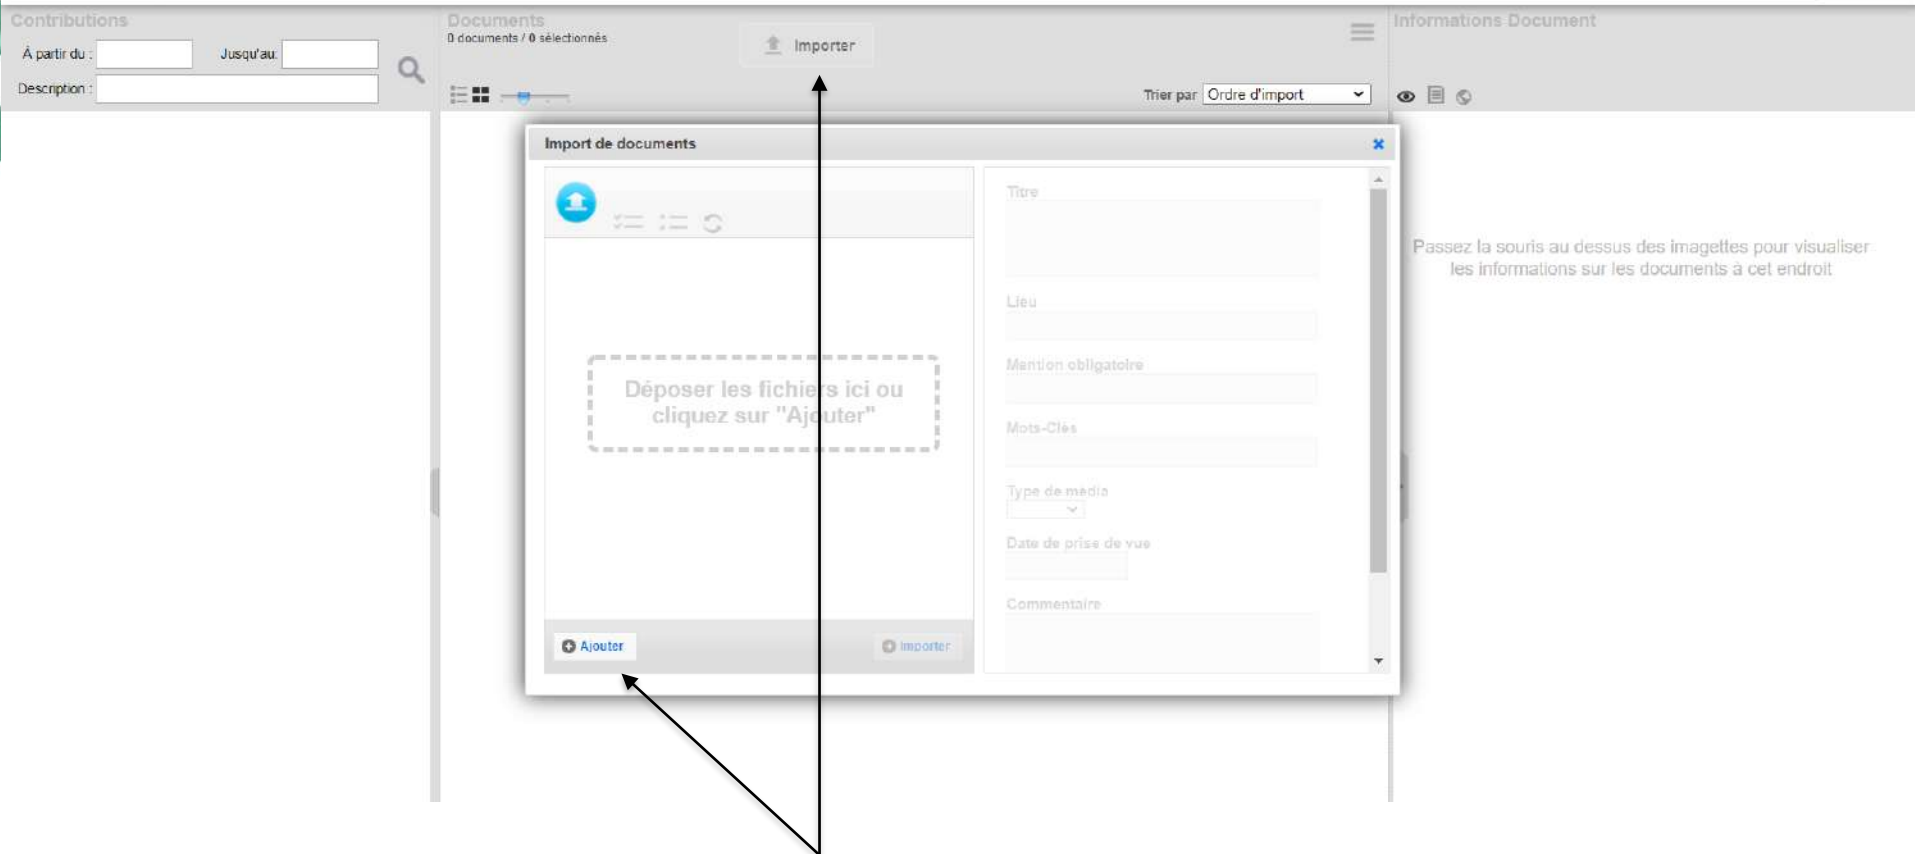 Contributions
À partir du :
Jusqu'au:
Description :
Documents
0 documents / 0 sélectionnés
Importer
Trier par Ordre d'import
Informations Document
Passez la souris au dessus des imagettes pour visualiser
les informations sur les documents à cet endroit
Import de documents
Déposer les fichiers ici ou
cliquez sur "Ajouter"
Ajouter
Importer
Titre
Lieu
Mention obligatoire
Mots-Clés
Type de media
Date de prise de vue
Commentaire